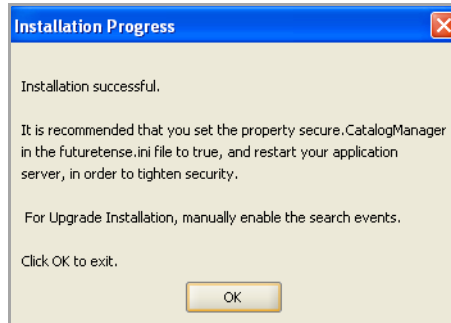 Installation Progress
Installation successful.
It is recommended that you set the property secure.CatalogManager
in the futuretense.ini file to true, and restart your application
server, in order to tighten security.
For Upgrade Installation, manually enable the search events.
Click OK to exit.
OK